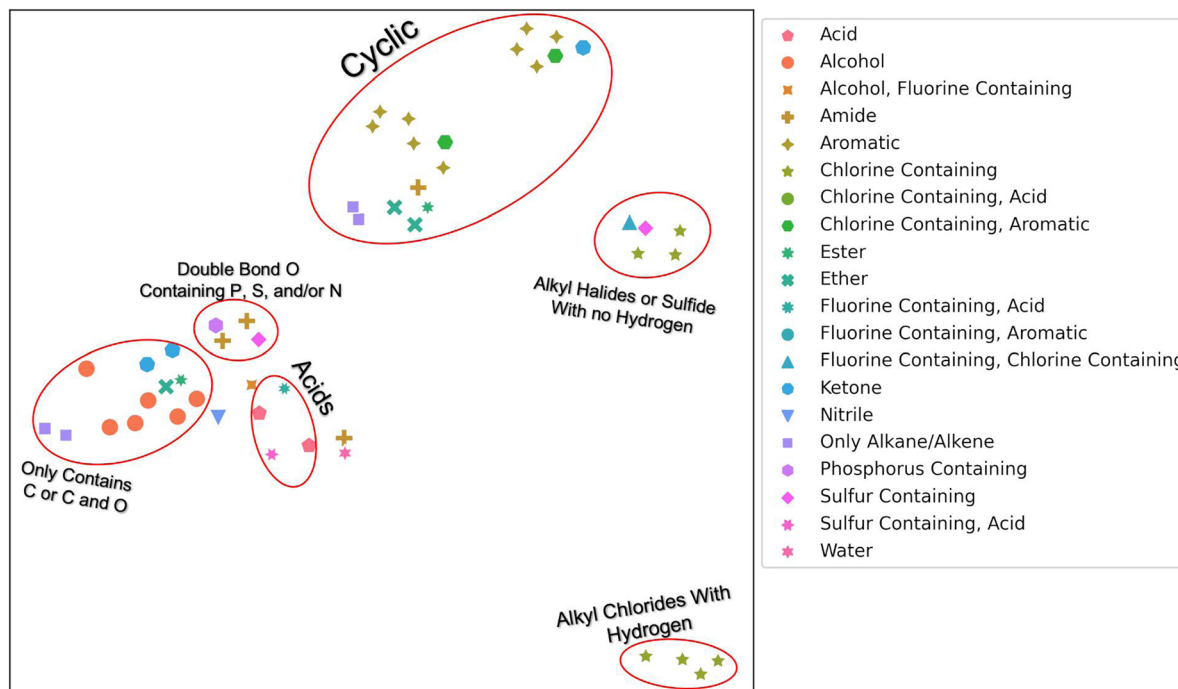 Cyclic
Double Bond O
Containing P, S, and/or N
Alkyl Halides or Sulfide
With no Hydrogen
Acids
Only Contains
C or C and O
Alkyl Chlorides With
Hydrogen
Acid
Alcohol
Alcohol, Fluorine Containing
Amide
Aromatic
Chlorine Containing
Chlorine Containing, Acid
Chlorine Containing, Aromatic
Ester
Ether
Fluorine Containing, Acid
Fluorine Containing, Aromatic
Fluorine Containing, Chlorine Containing
Ketone
Nitrile
Only Alkane/Alkene
Phosphorus Containing
Sulfur Containing
Sulfur Containing, Acid
Water